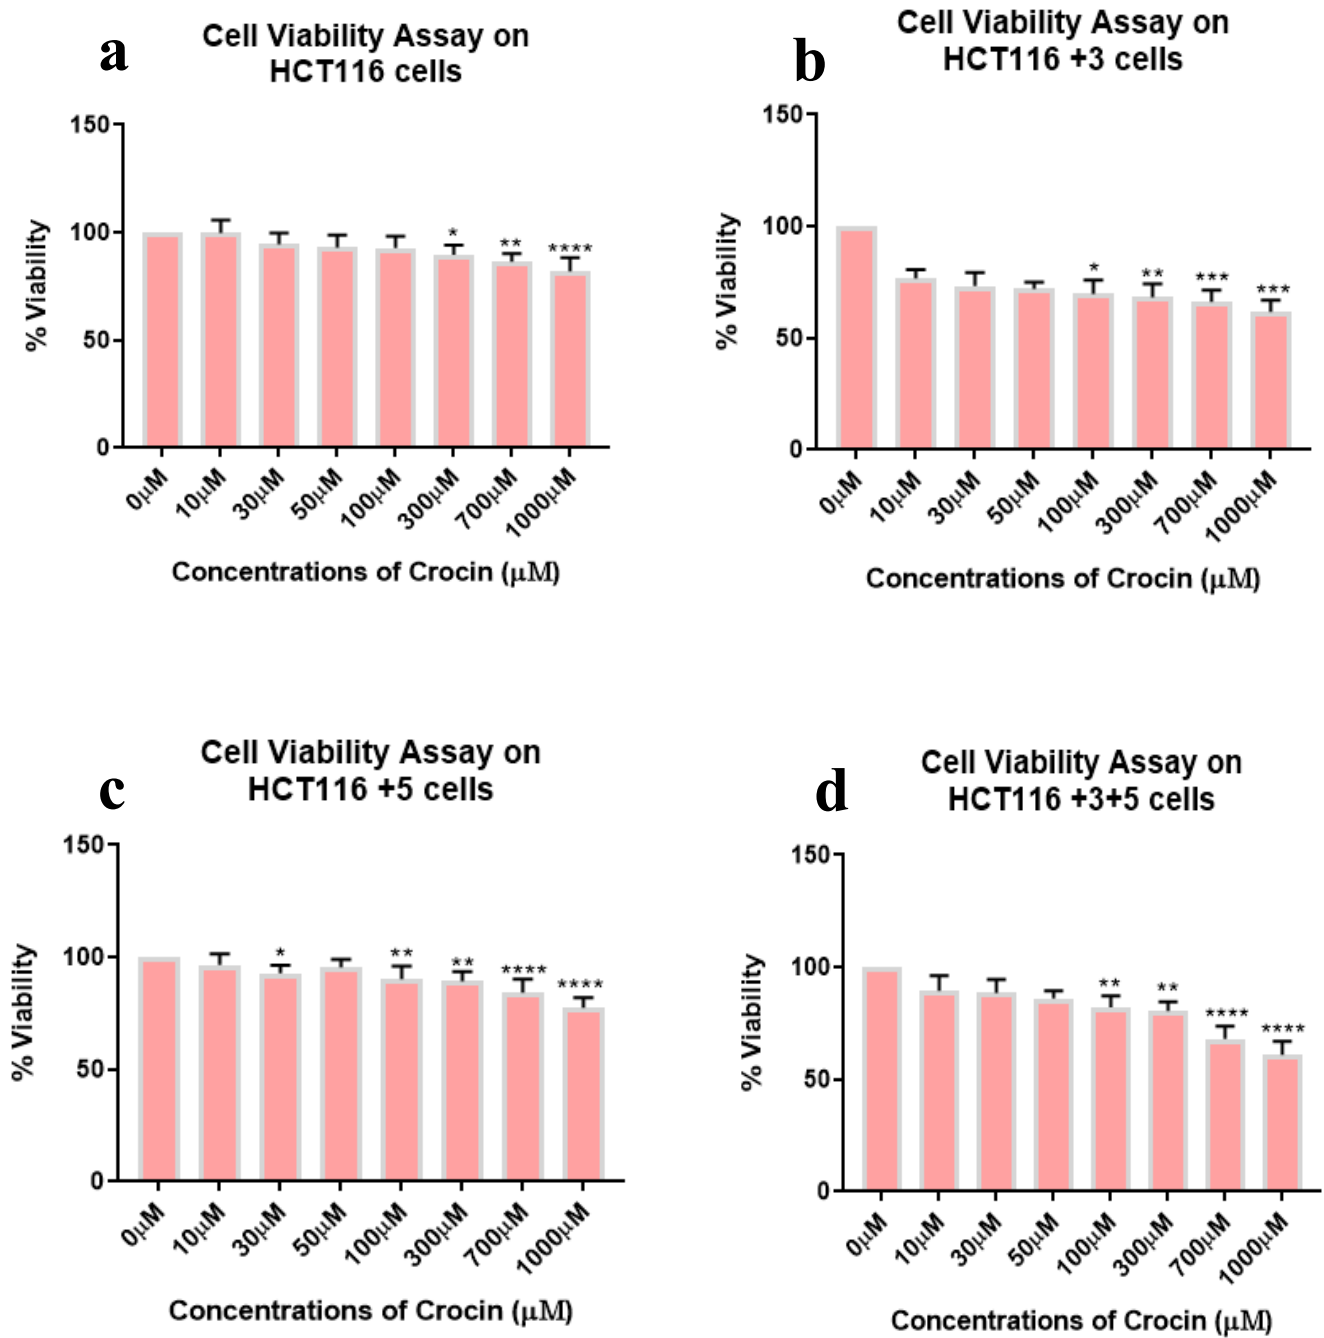 a
Cell Viability Assay on
HCT116 cells
% Viability
150
100
50
0
*
**
****
0μM
10μM
30μM
50μM
100μM
300μM
700μM
1000μM
Concentrations of Crocin (μM)
b
Cell Viability Assay on
HCT116 +3 cells
% Viability
150
100
50
0
*
**
***
***
0μM
10μM
30μM
50μM
100μM
300μM
700μM
1000μM
Concentrations of Crocin (μM)
c
Cell Viability Assay on
HCT116 +5 cells
% Viability
150
100
50
0
*
**
**
****
****
0μM
10μM
30μM
50μM
100μM
300μM
700μM
1000μM
Concentrations of Crocin (μM)
d
Cell Viability Assay on
HCT116 +3+5 cells
% Viability
150
100
50
0
**
**
****
****
0μM
10μM
30μM
50μM
100μM
300μM
700μM
1000μM
Concentrations of Crocin (μM)